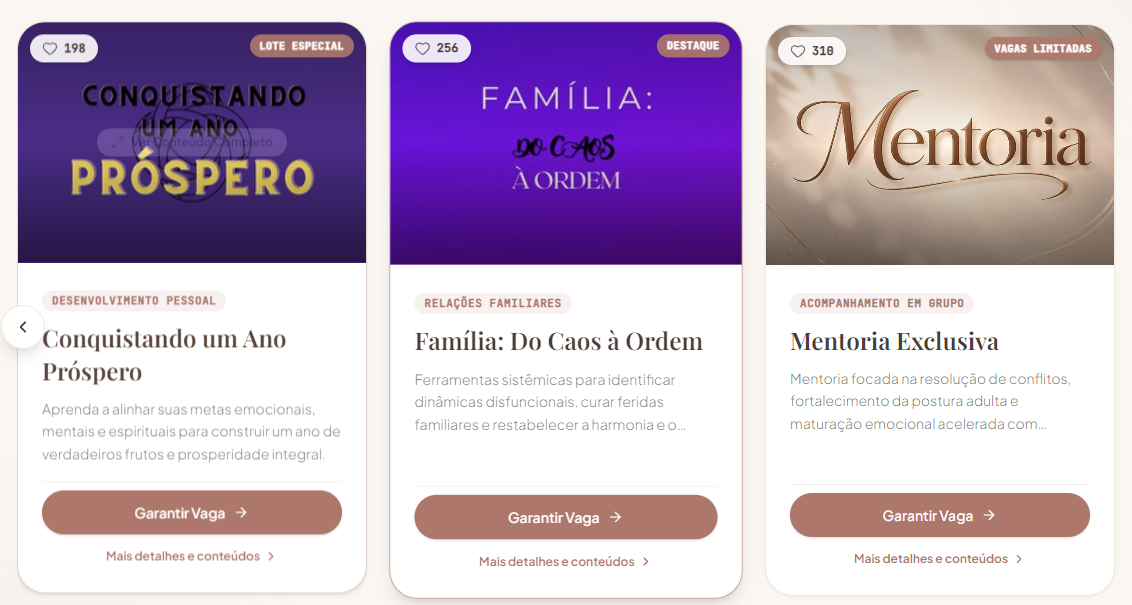 198
LOTE ESPECIAL
CONQUISTANDO
UM ANO
Ver Conteúdo Completo
PRÓSPERO
DESENVOLVIMENTO PESSOAL
Conquistando um Ano
Próspero
Aprenda a alinhar suas metas emocionais,
mentais e espirituais para construir um ano de
verdadeiros frutos e prosperidade integral.
Garantir Vaga
Mais detalhes e conteúdos
256
DESTAQUE
FAMÍLIA:
DO CAOS
À ORDEM
RELAÇÕES FAMILIARES
Família: Do Caos à Ordem
Ferramentas sistêmicas para identificar
dinâmicas disfuncionais, curar feridas
familiares e restabelecer a harmonia e o...
Garantir Vaga
Mais detalhes e conteúdos
310
VAGAS LIMITADAS
Mentoria
ACOMPANHAMENTO EM GRUPO
Mentoria Exclusiva
Mentoria focada na resolução de conflitos,
fortalecimento da postura adulta e
maturação emocional acelerada com...
Garantir Vaga
Mais detalhes e conteúdos